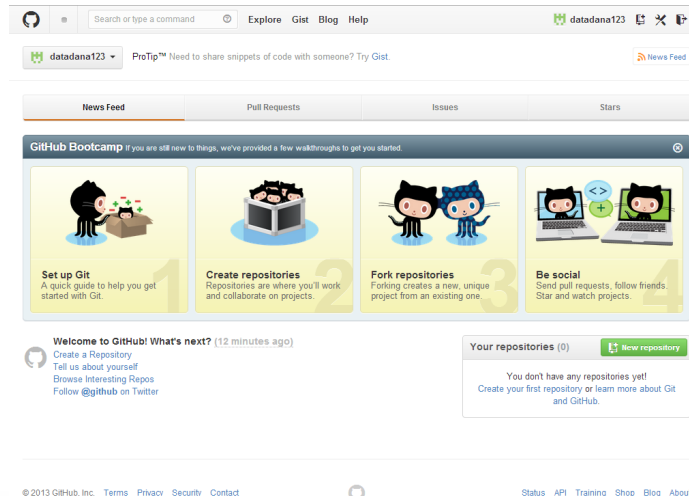 Search or type a command Explore Gist Blog Help datadana123
datadana123 ProTip™ Need to share snippets of code with someone? Try Gist. News Feed
News Feed Pull Requests Issues Stars
GitHub Bootcamp If you are still new to things, we've provided a few walkthroughs to get you started.
1 2 3 4
Set up Git
A quick guide to help you get
started with Git.
Create repositories
Repositories are where you'll work
and collaborate on projects.
Fork repositories
Forking creates a new, unique
project from an existing one.
Be social
Send pull requests, follow friends.
Star and watch projects.
Welcome to GitHub! What's next? (12 minutes ago)
Create a Repository
Tell us about yourself
Browse Interesting Repos
Follow @github on Twitter
Your repositories (0) New repository
You don't have any repositories yet!
Create your first repository or learn more about Git
and GitHub.
© 2013 GitHub, Inc. Terms Privacy Security Contact Status API Training Shop Blog About